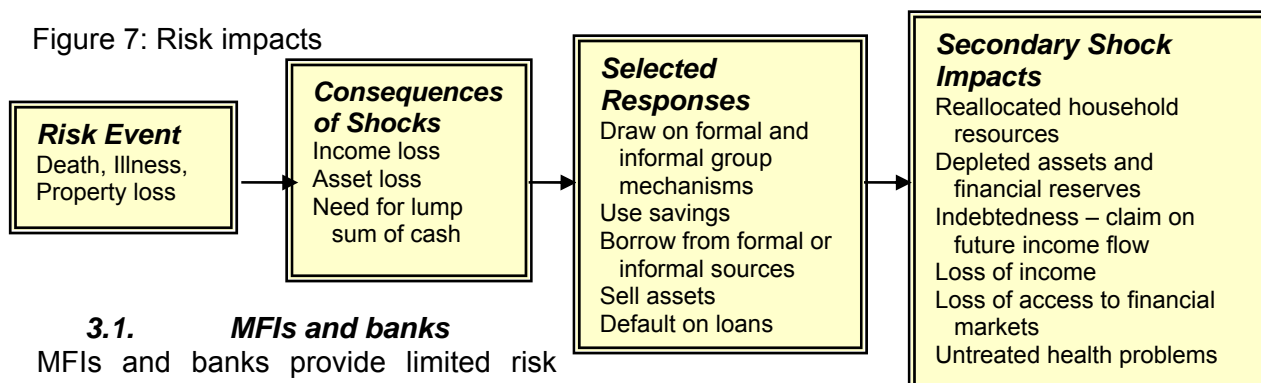 Figure 7: Risk impacts
Risk Event
Death, Illness,
Property loss
Consequences
of Shocks
Income loss
Asset loss
Need for lump
sum of cash
Selected
Responses
Draw on formal and
informal group
mechanisms
Use savings
Borrow from formal or
informal sources
Sell assets
Default on loans
Secondary Shock
Impacts
Reallocated household
resources
Depleted assets and
financial reserves
Indebtedness – claim on
future income flow
Loss of income
Loss of access to financial
markets
Untreated health problems
3.1. MFIs and banks
MFIs and banks provide limited risk